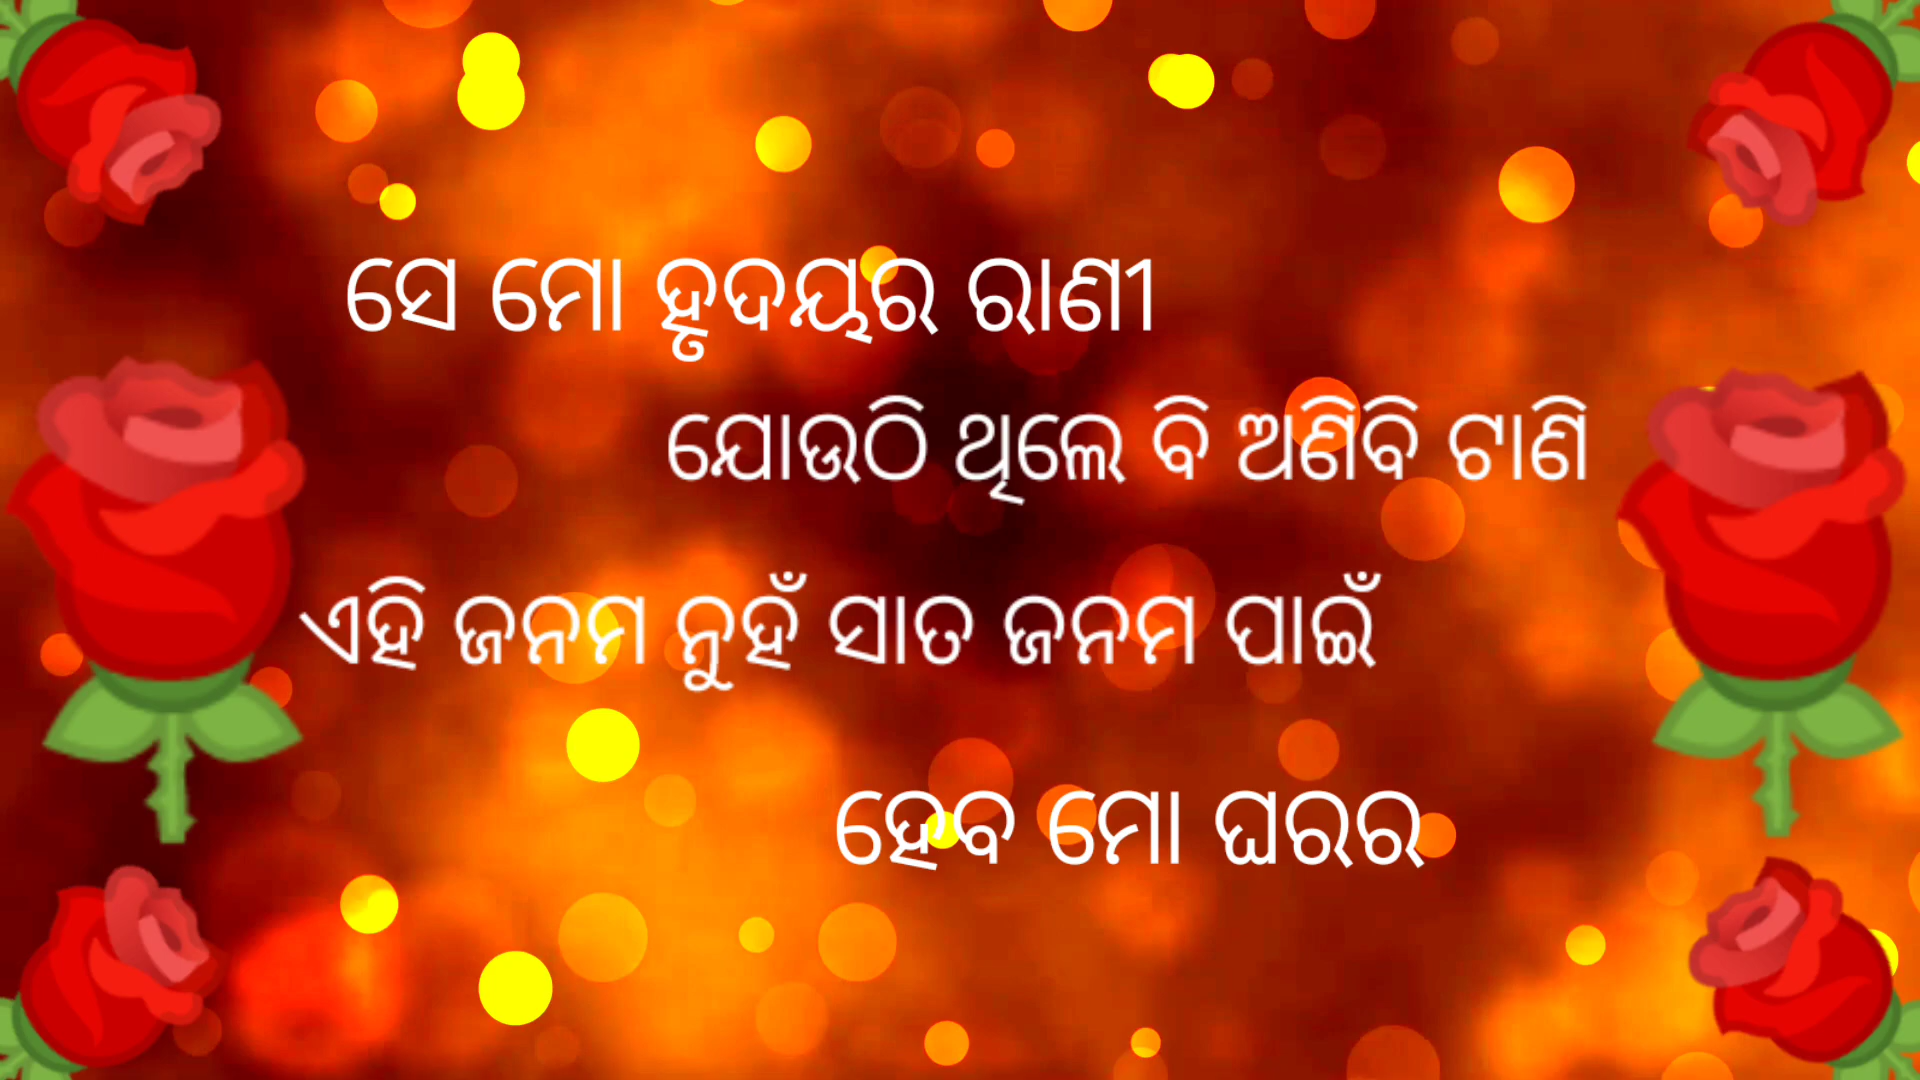 ସେ ମୋ ହୃଦୟର ରାଣୀ
ଯୋଉଠି ଥିଲେ ବି ଅଣିବି ଟାଣି
ଏହି ଜନମ ନୁହଁ ସାତ ଜନମ ପାଇଁ
ହେବ ମୋ ଘରର